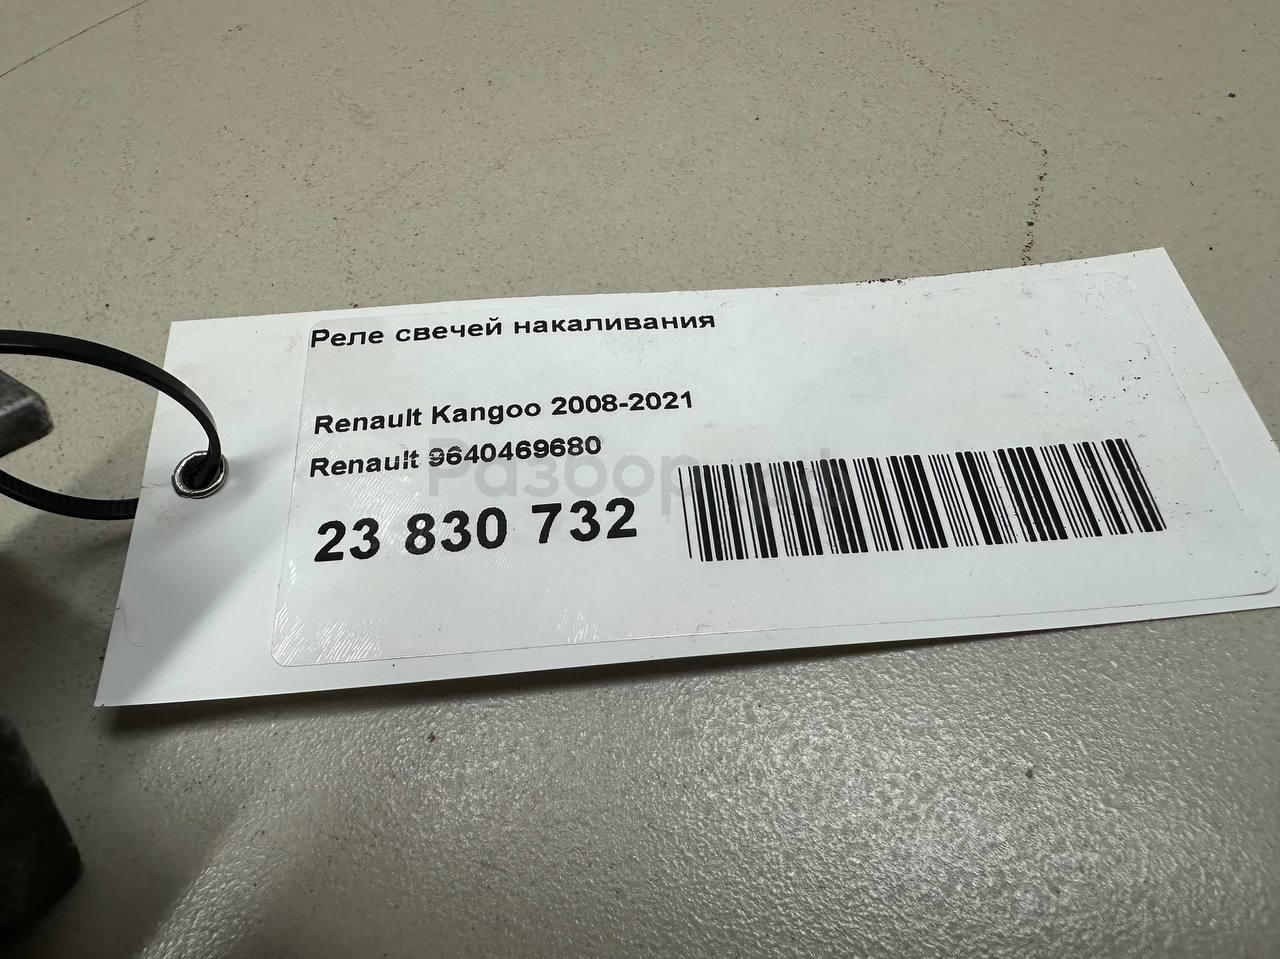 Реле свечей накаливания
Renault Kangoo 2008-2021
Renault 9640469680
23 830 732